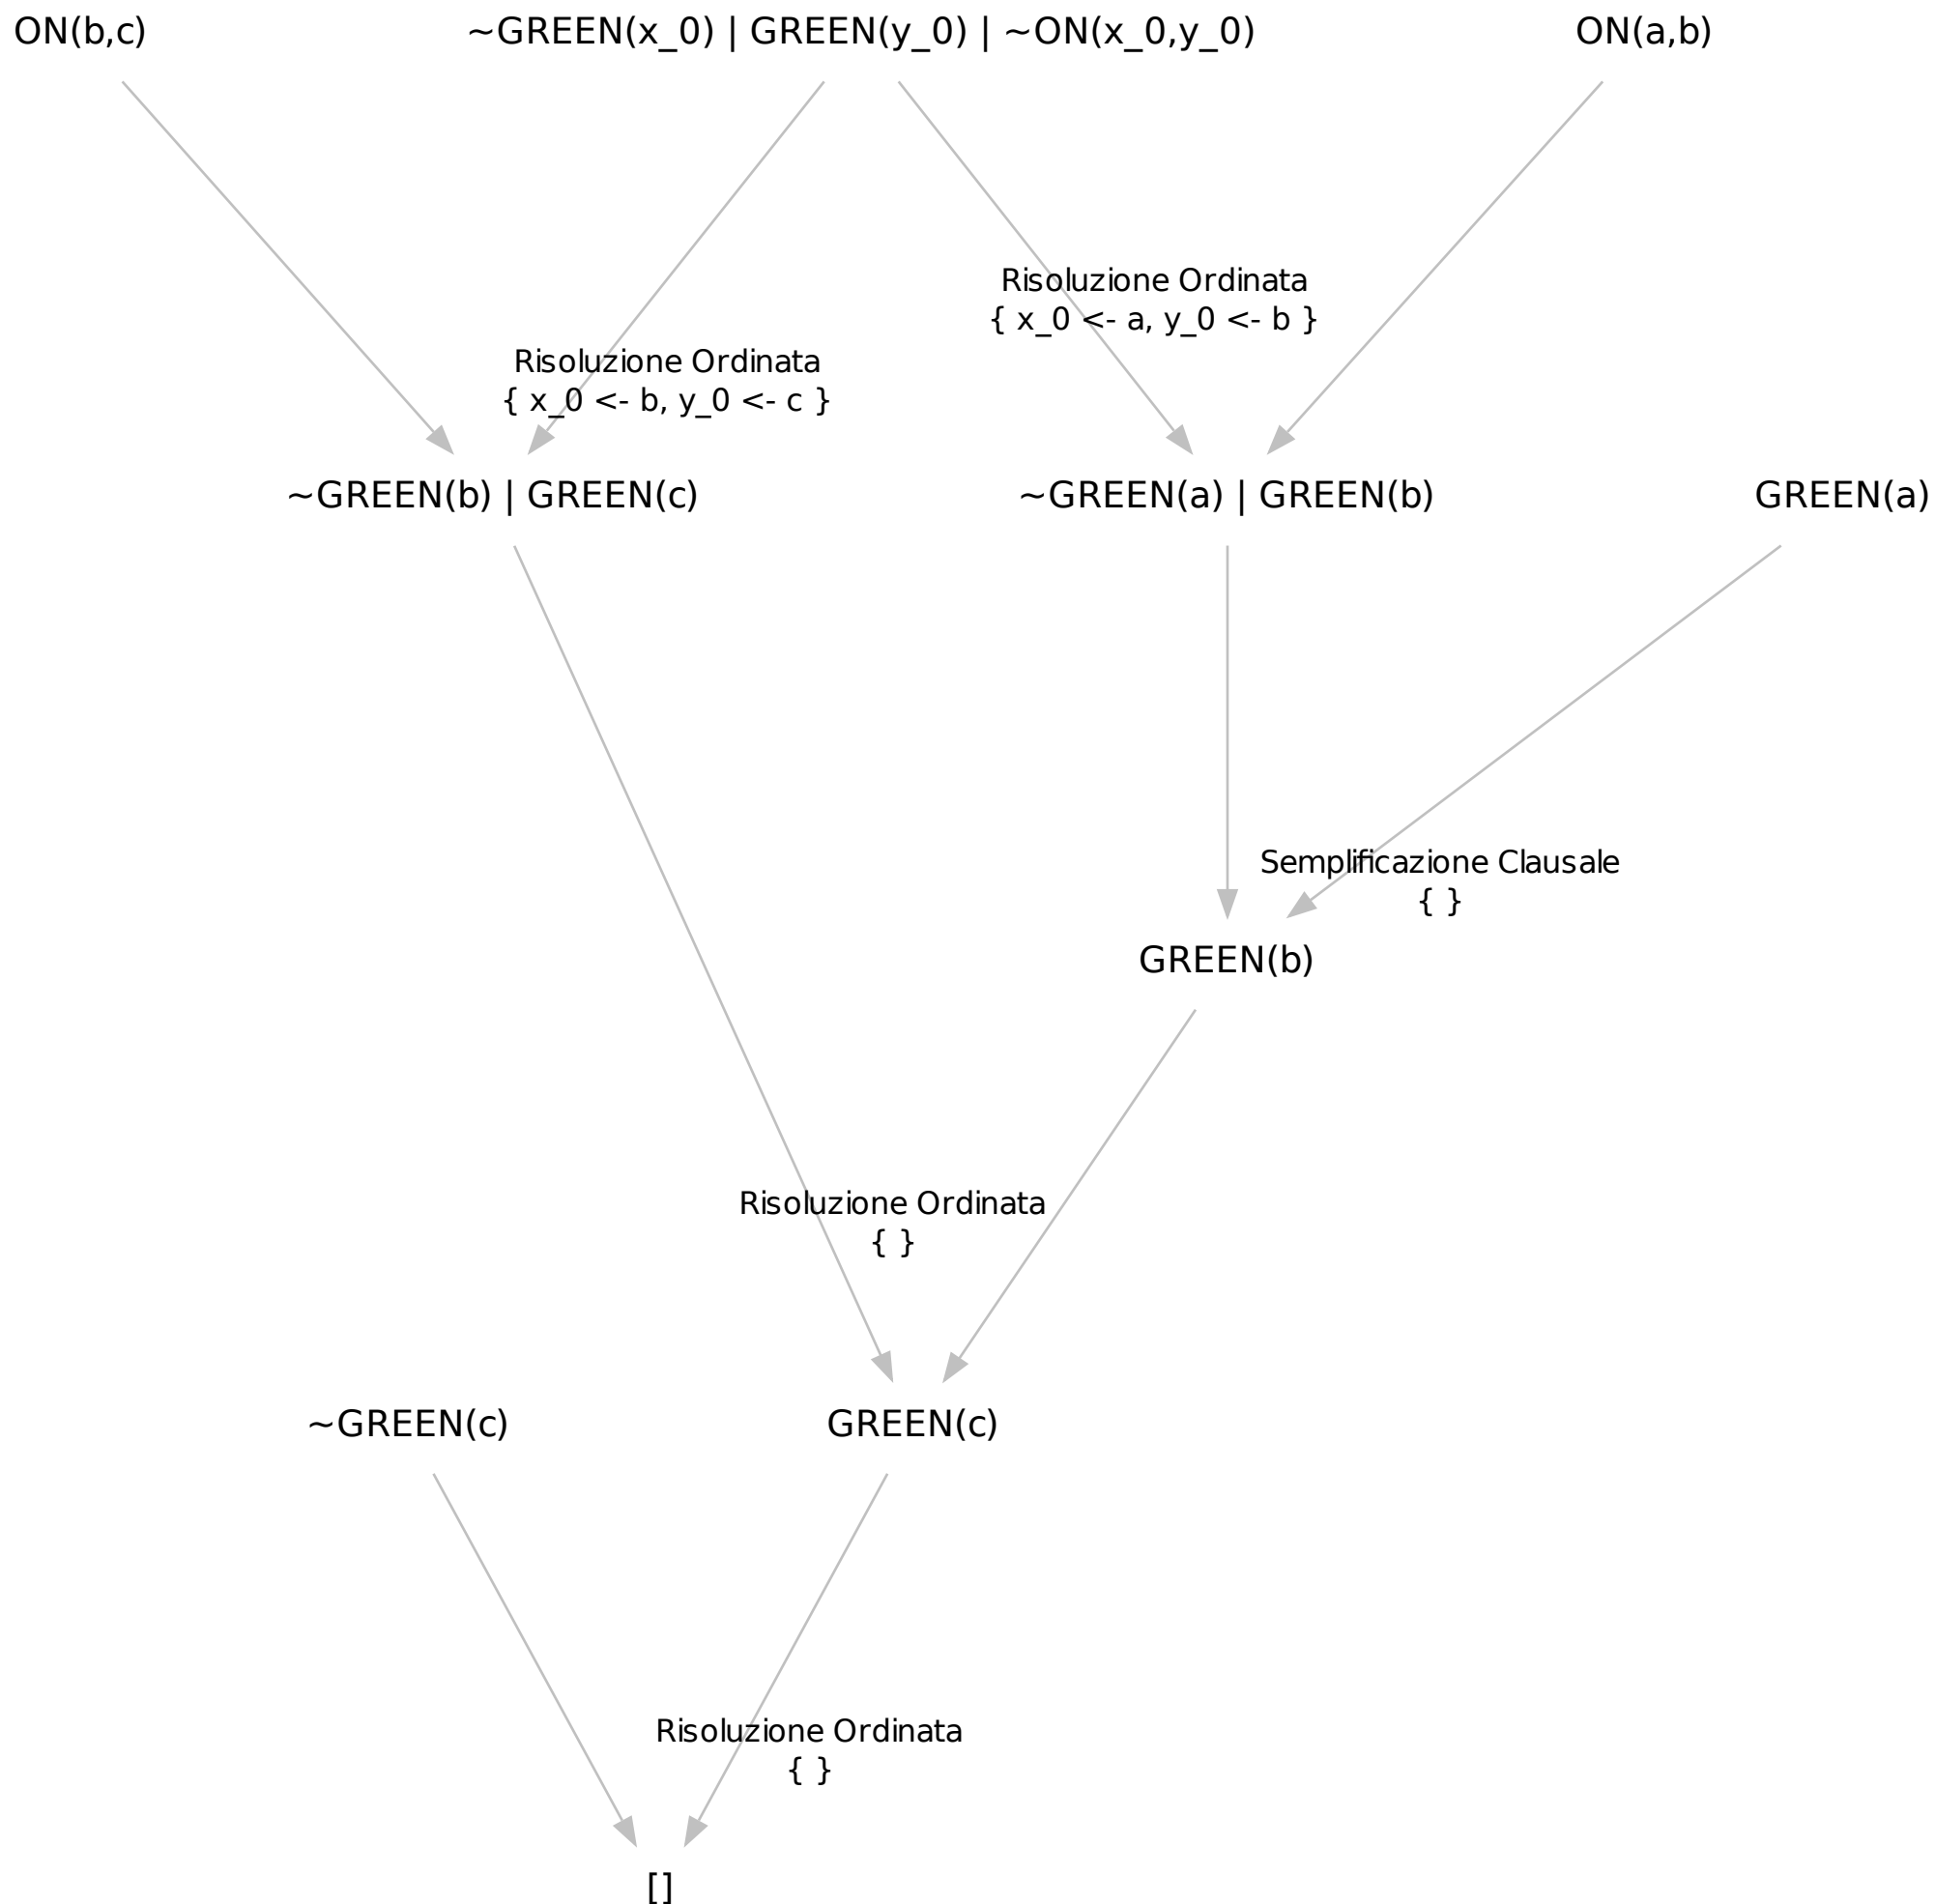 ON(b,c)
~GREEN(x_0) | GREEN(y_0) | ~ON(x_0,y_0)
ON(a,b)
Risoluzione Ordinata
{ x_0 <- a, y_0 <- b }
Risoluzione Ordinata
{ x_0 <- b, y_0 <- c }
~GREEN(b) | GREEN(c)
~GREEN(a) | GREEN(b)
GREEN(a)
Semplificazione Clausale
{ }
GREEN(b)
Risoluzione Ordinata
{ }
~GREEN(c)
GREEN(c)
Risoluzione Ordinata
{ }
[]